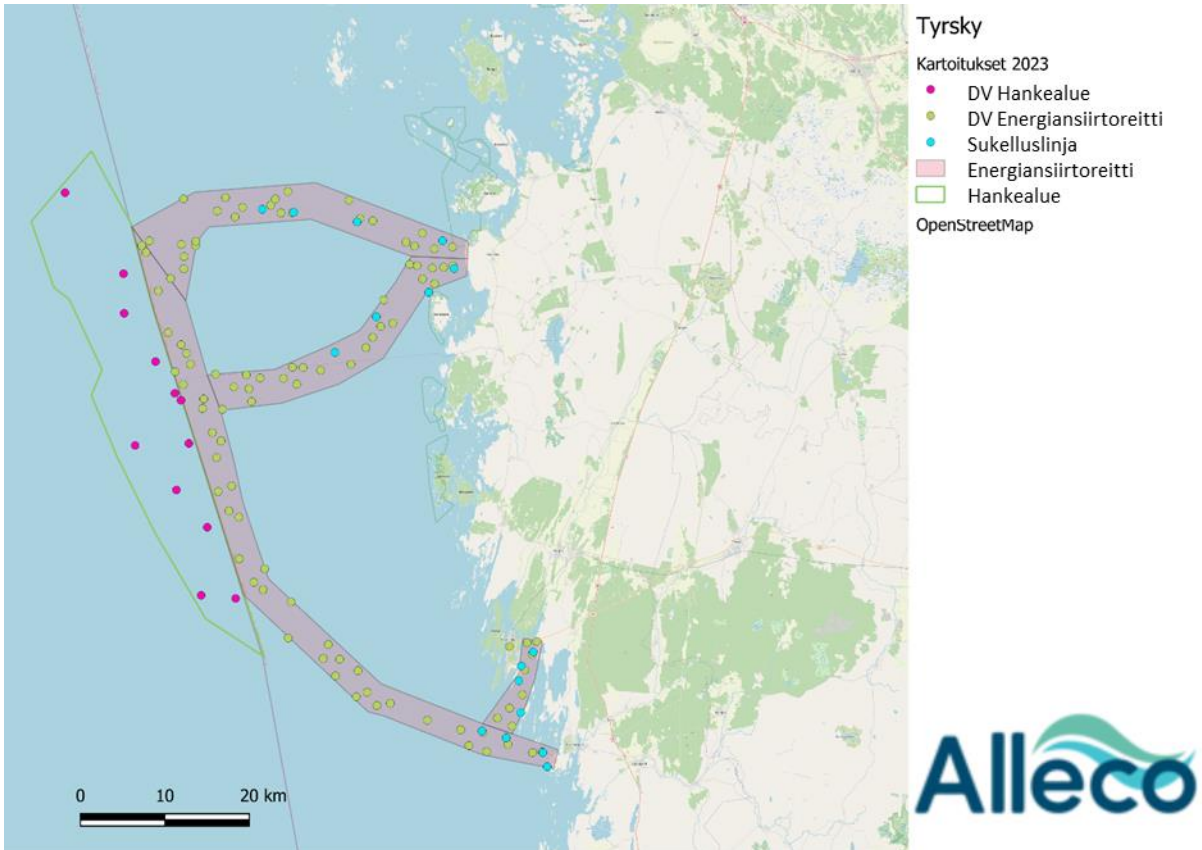 Tyrsky
Kartoitukset 2023
DV Hankealue
DV Energiansiirtoreitti
Sukelluslinja
Energiansiirtoreitti
Hankealue
OpenStreetMap
0 10 20 km
Alleco